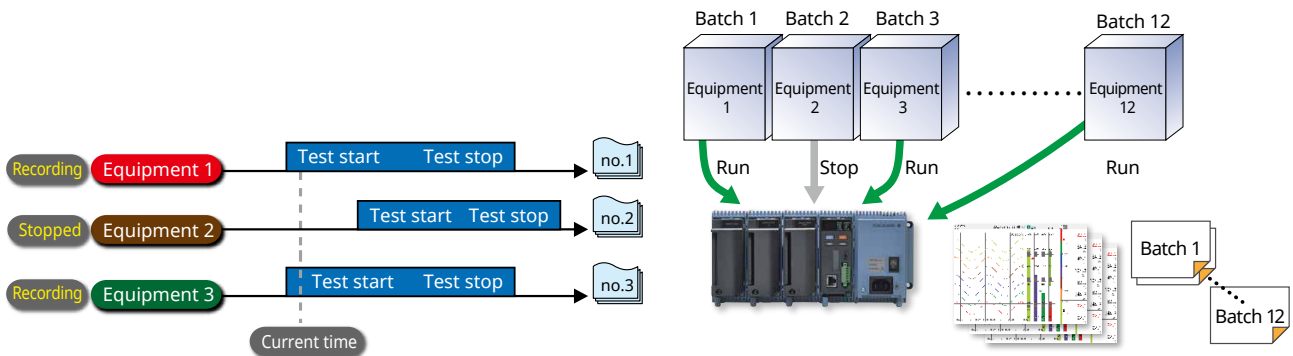 Recording
Equipment 1
Test start
Test stop
no.1
Stopped
Equipment 2
Test start
Test stop
no.2
Recording
Equipment 3
Test start
Test stop
no.3
Current time
Batch 1
Batch 2
Batch 3
Batch 12
Equipment
1
Equipment
2
Equipment
3
Equipment
12
Run
Stop
Run
Run
Batch 1
Batch 12